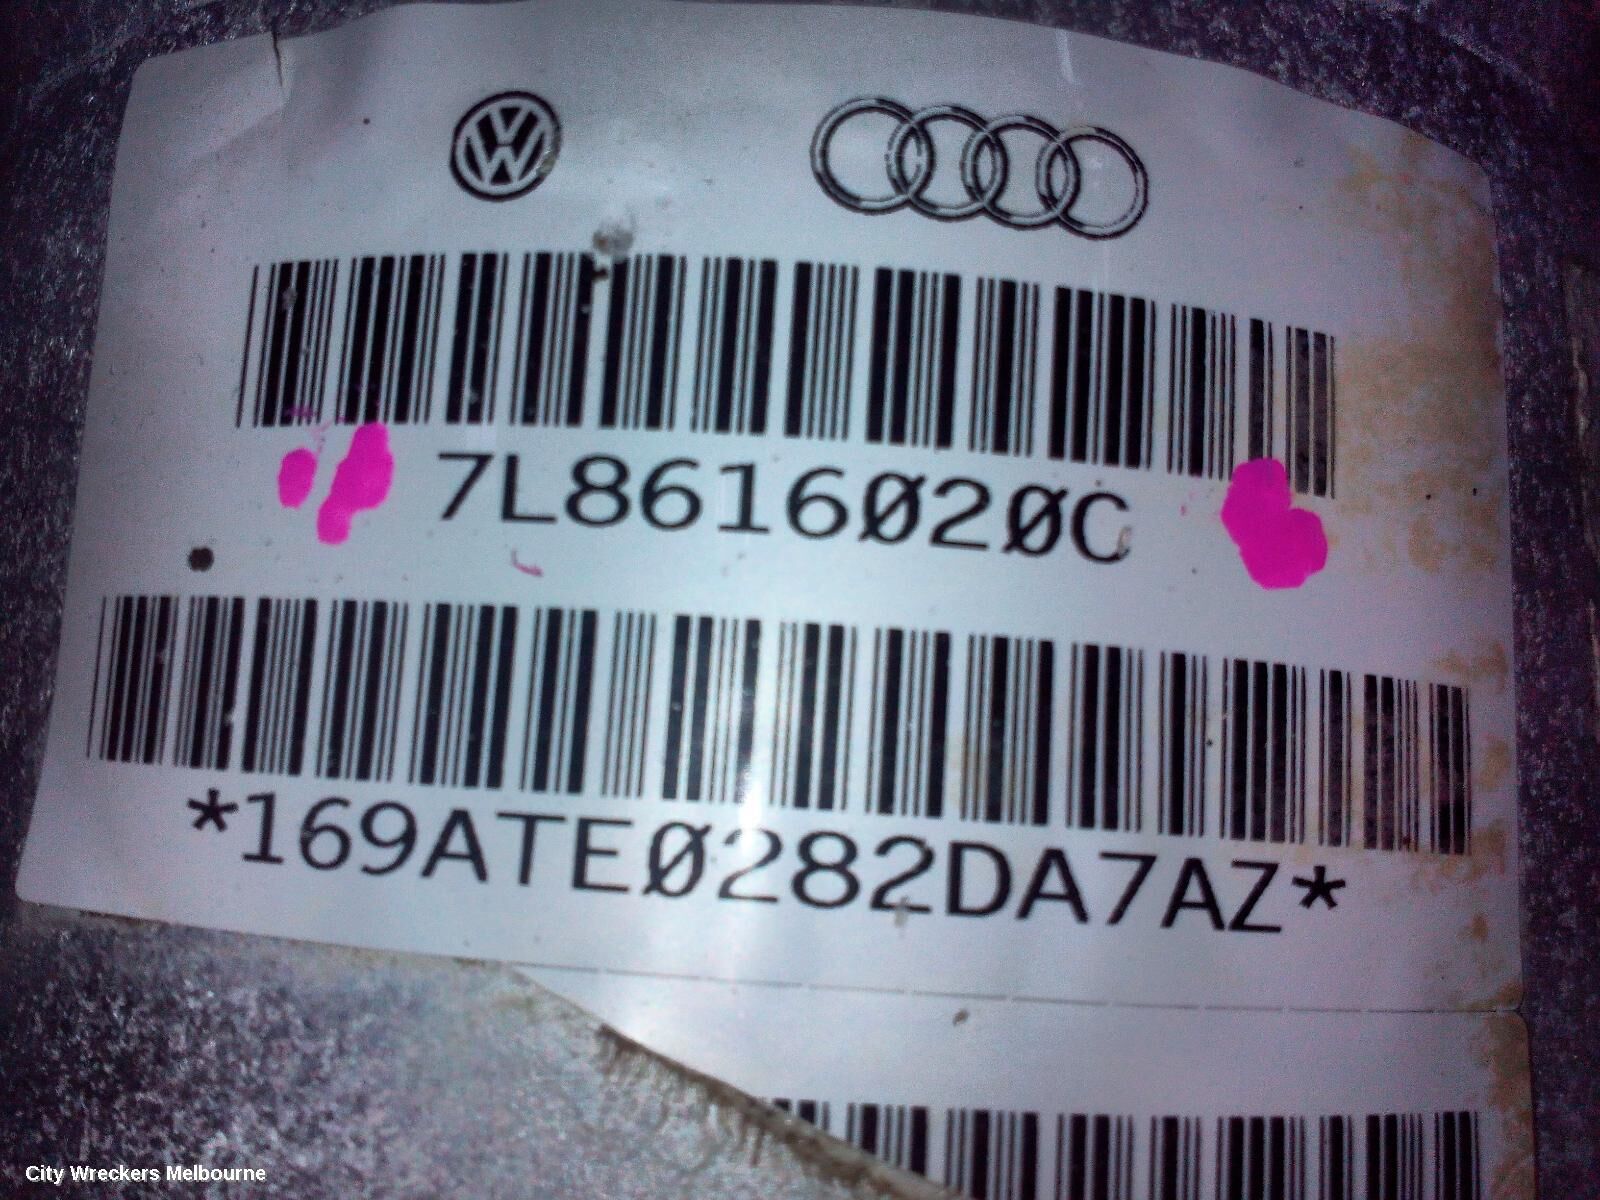 7L8616020C
*169ATE0282DA7AZ*
City Wreckers Melbourne